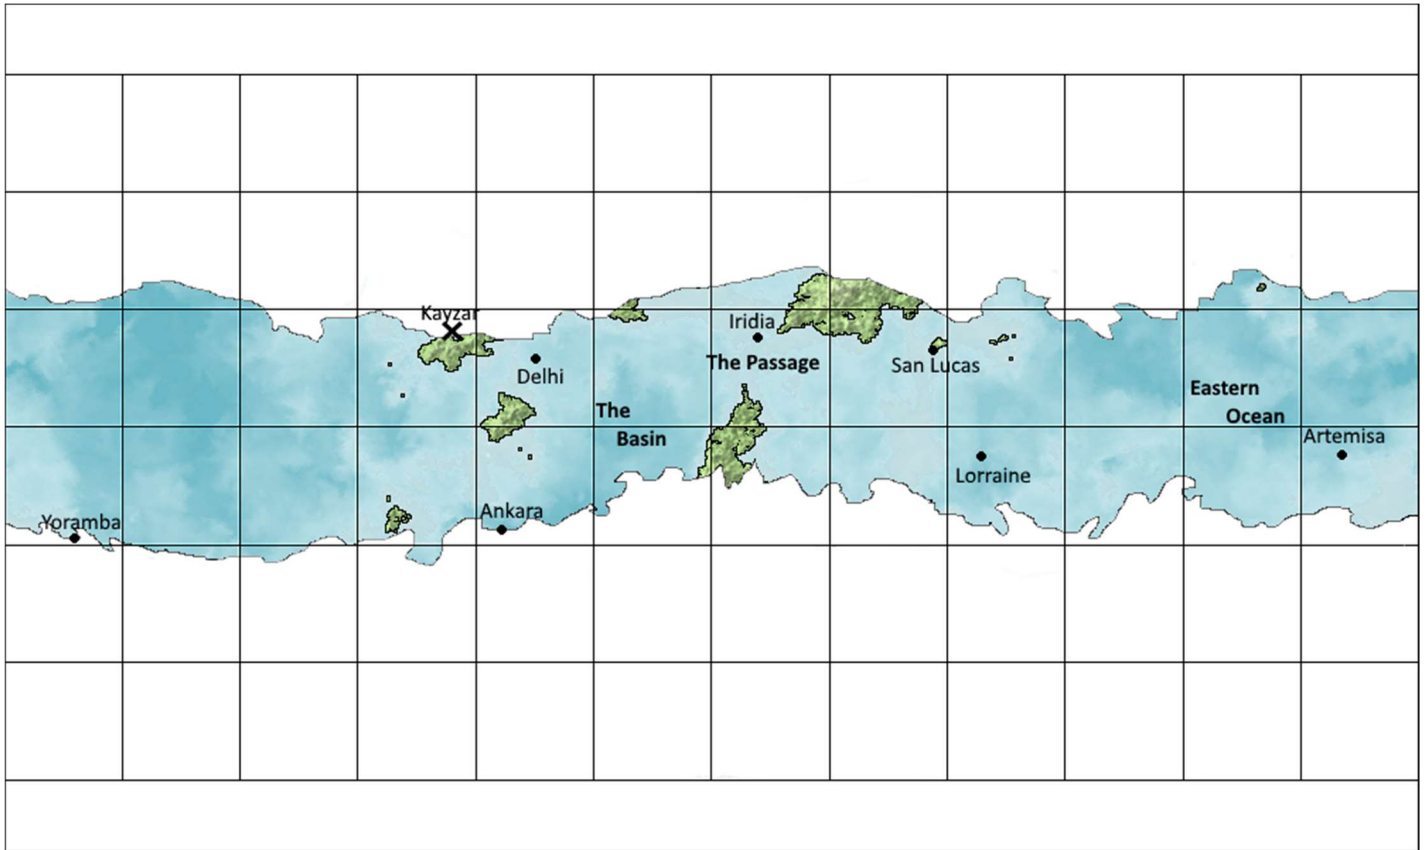 Kayzar
Iridia
The Passage
San Lucas
Delhi
Eastern
Ocean
The
Basin
Artemisa
Lorraine
Ankara
Yoramba